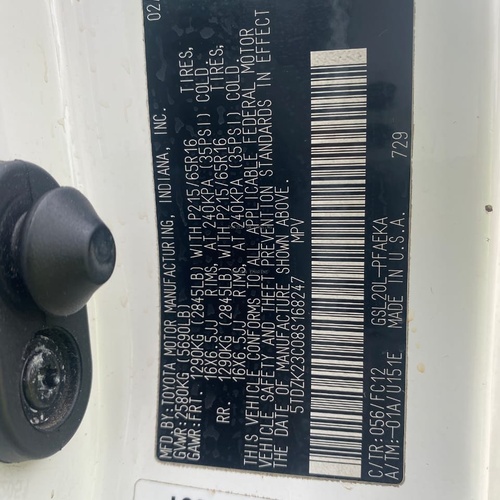 MFD.BY:TOYOTA MOTOR MANUFACTURING, INDIANA, INC. 02
GVWR:2580KG (5690LB)
GAWR:FRT. 1290KG (2845LB) WITH P215/65R16 TIRES,
16X6.5JJ RIMS, AT 240KPA (35PSI) COLD.
RR 1290KG (2845LB) WITH P215/65R16 TIRES,
16X6.5JJ RIMS, AT 240KPA (35PSI) COLD.
THIS VEHICLE CONFORMS TO ALL APPLICABLE FEDERAL MOTOR
VEHICLE SAFETY AND THEFT PREVENTION STANDARDS IN EFFECT
ON THE DATE OF MANUFACTURE SHOWN ABOVE.
5TDZK23C08S168247 MPV
C/TR:056/FC12 GSL20L-PFAEKA 729
A/TM:-01A/U151E MADE IN U.S.A.